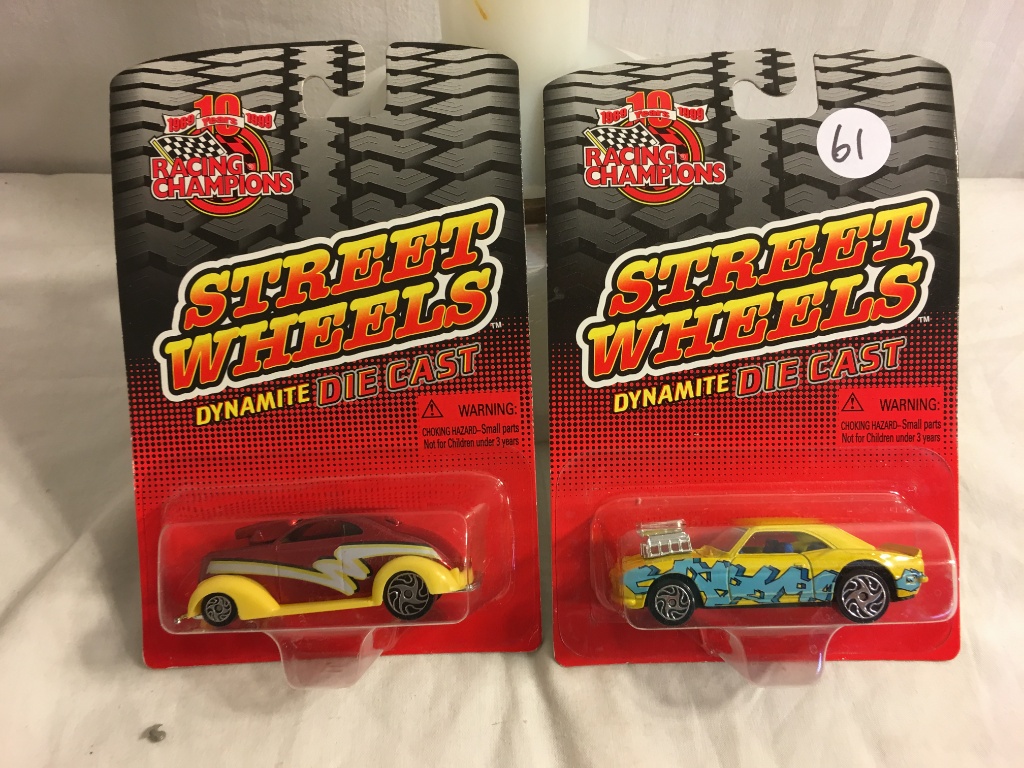 1989 10 Years 1999
RACING
CHAMPIONS
STREET
WHEELS
TM
DYNAMITE DIE CAST
WARNING:
CHOKING HAZARD-Small parts
Not for Children under 3 years
1989 10 Years 1999
RACING
CHAMPIONS
61
STREET
WHEELS
TM
DYNAMITE DIE CAST
WARNING:
CHOKING HAZARD-Small parts
Not for Children under 3 years